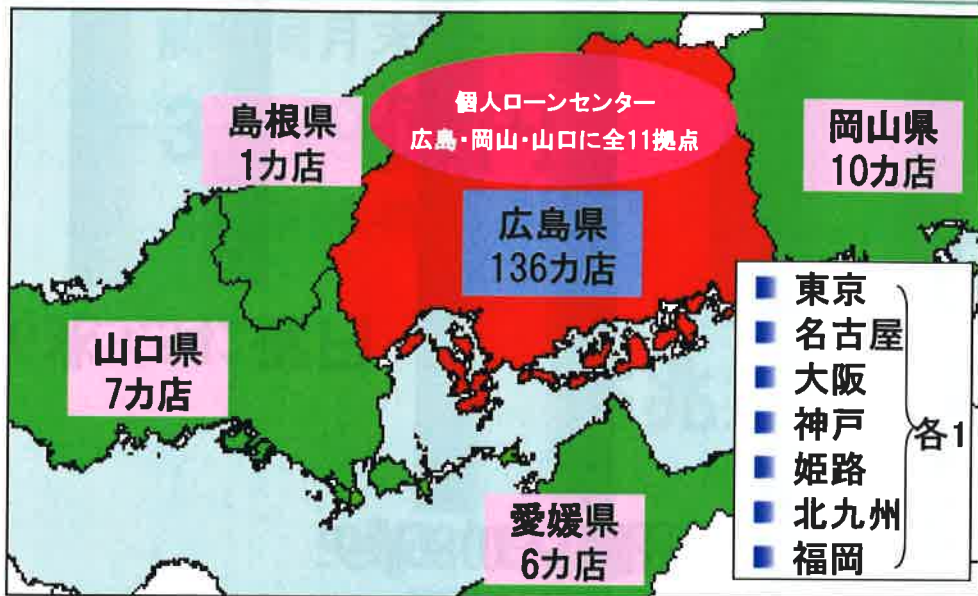 個人ローンセンター
広島・岡山・山口に全11拠点
島根県
1カ店
岡山県
10カ店
広島県
136カ店
山口県
7カ店
愛媛県
6カ店
東京
名古屋
大阪
神戸
姫路
北九州
福岡
各1